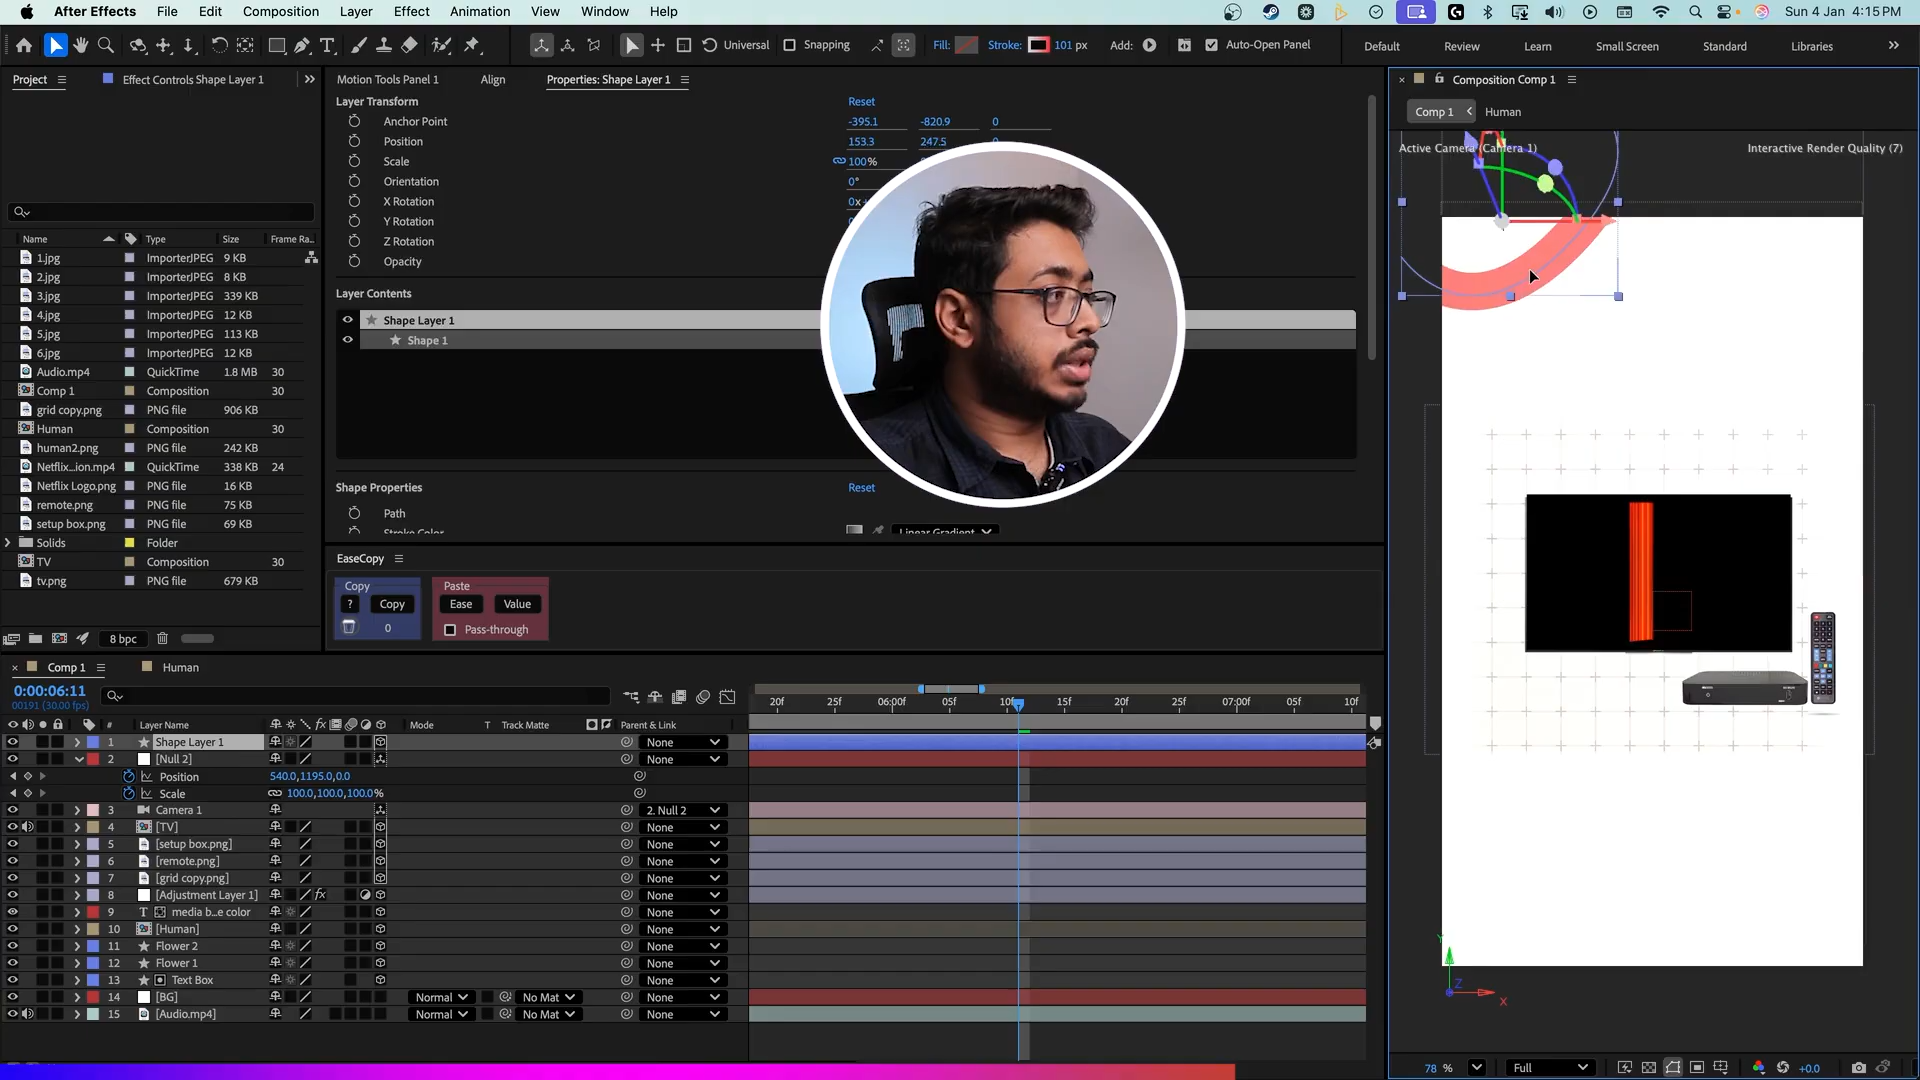 After Effects File Edit Composition Layer Effect Animation View Window Help Sun 4 Jan 4:15 PM
Universal Snapping Fill: Stroke: 101 px Add: Auto-Open Panel Default Review Learn Small Screen Standard Libraries
Project Effect Controls Shape Layer 1
Name Type Size Frame Ra..
1.jpg ImporterJPEG 9 KB
2.jpg ImporterJPEG 8 KB
3.jpg ImporterJPEG 339 KB
4.jpg ImporterJPEG 12 KB
5.jpg ImporterJPEG 113 KB
6.jpg ImporterJPEG 12 KB
Audio.mp4 QuickTime 1.8 MB 30
Comp 1 Composition 30
grid copy.png PNG file 906 KB
Human Composition 30
human2.png PNG file 242 KB
Netflix...ion.mp4 QuickTime 338 KB 24
Netflix Logo.png PNG file 16 KB
remote.png PNG file 75 KB
setup box.png PNG file 69 KB
Solids Folder
TV Composition 30
tv.png PNG file 679 KB
8 bpc
Motion Tools Panel 1 Align Properties: Shape Layer 1
Layer Transform Reset
Anchor Point -395.1 -820.9 0
Position 153.3 247.5
Scale 100%
Orientation 0°
X Rotation
Y Rotation
Z Rotation
Opacity
Layer Contents
Shape Layer 1
Shape 1
Shape Properties Reset
Path
Stroke Color Linear Gradient
EaseCopy
Copy Paste
? Copy Ease Value
0 Pass-through
Composition Comp 1
Comp 1 Human
Active Camera (Camera 1) Interactive Render Quality (7)
Y
Z
X
78 % Full +0.0
Comp 1 Human
0:00:06:11
00191 (30.00 fps)
20f 25f 06:00f 05f 10f 15f 20f 25f 07:00f 05f 10f
# Layer Name fx Mode T Track Matte Parent & Link
1 Shape Layer 1 None
2 [Null 2] None
Position 540.0,1195.0,0.0
Scale 100.0,100.0,100.0%
3 Camera 1 2. Null 2
4 [TV] None
5 [setup box.png] None
6 [remote.png] None
7 [grid copy.png] None
8 [Adjustment Layer 1] fx None
9 T media b...e color None
10 [Human] None
11 Flower 2 None
12 Flower 1 None
13 Text Box None
14 [BG] Normal No Mat None
15 [Audio.mp4] Normal No Mat None